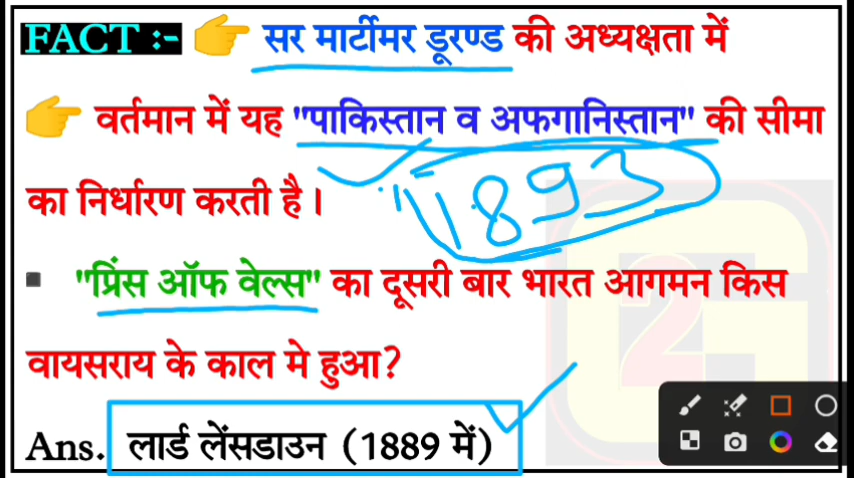 FACT :- 👉 सर मार्टीमर डूरण्ड की अध्यक्षता में
👉 वर्तमान में यह "पाकिस्तान व अफगानिस्तान" की सीमा
1893
का निर्धारण करती है।
▪ "प्रिंस ऑफ वेल्स" का दूसरी बार भारत आगमन किस
वायसराय के काल मे हुआ?
2
Ans. लार्ड लेंसडाउन (1889 में)